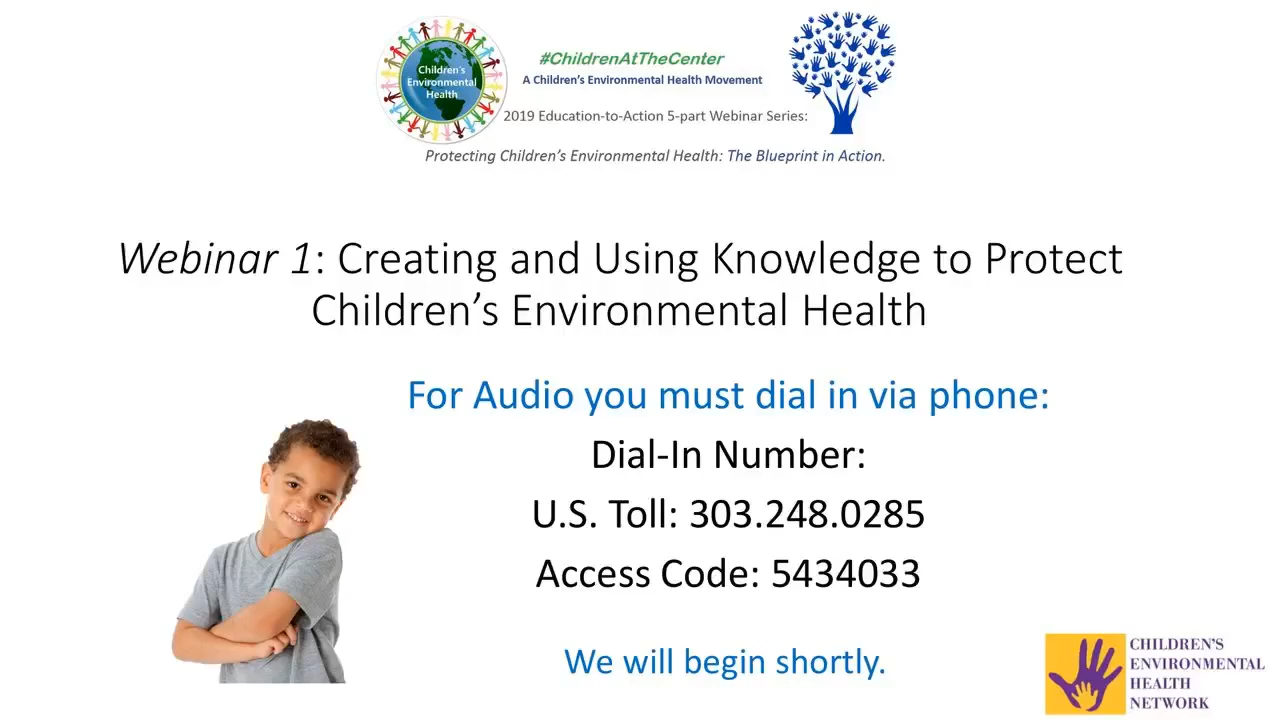 Children's
Environmental
Health
#ChildrenAtTheCenter
A Children's Environmental Health Movement
2019 Education-to-Action 5-part Webinar Series:
Protecting Children's Environmental Health: The Blueprint in Action.
Webinar 1: Creating and Using Knowledge to Protect
Children's Environmental Health
For Audio you must dial in via phone:
Dial-In Number:
U.S. Toll: 303.248.0285
Access Code: 5434033
We will begin shortly.
CHILDREN'S
ENVIRONMENTAL
HEALTH
NETWORK